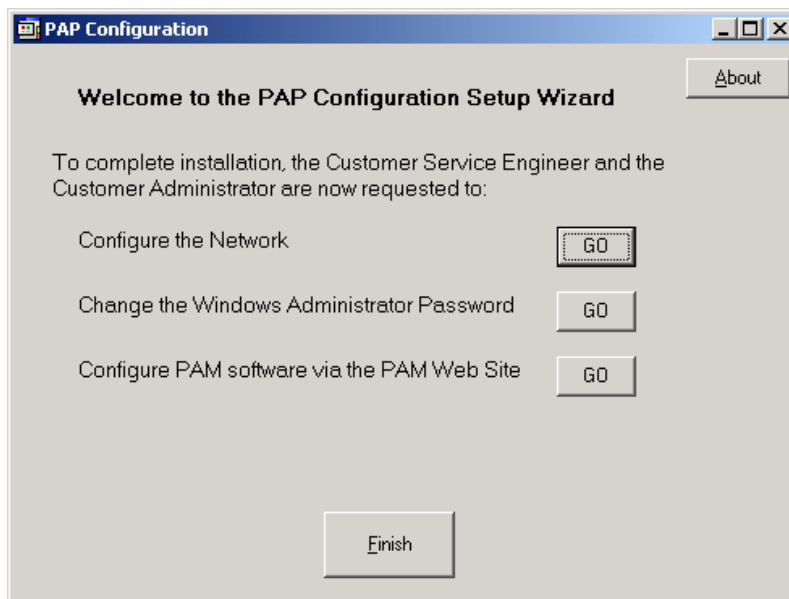 PAP Configuration
About
Welcome to the PAP Configuration Setup Wizard
To complete installation, the Customer Service Engineer and the
Customer Administrator are now requested to:
Configure the Network GO
Change the Windows Administrator Password GO
Configure PAM software via the PAM Web Site GO
Finish